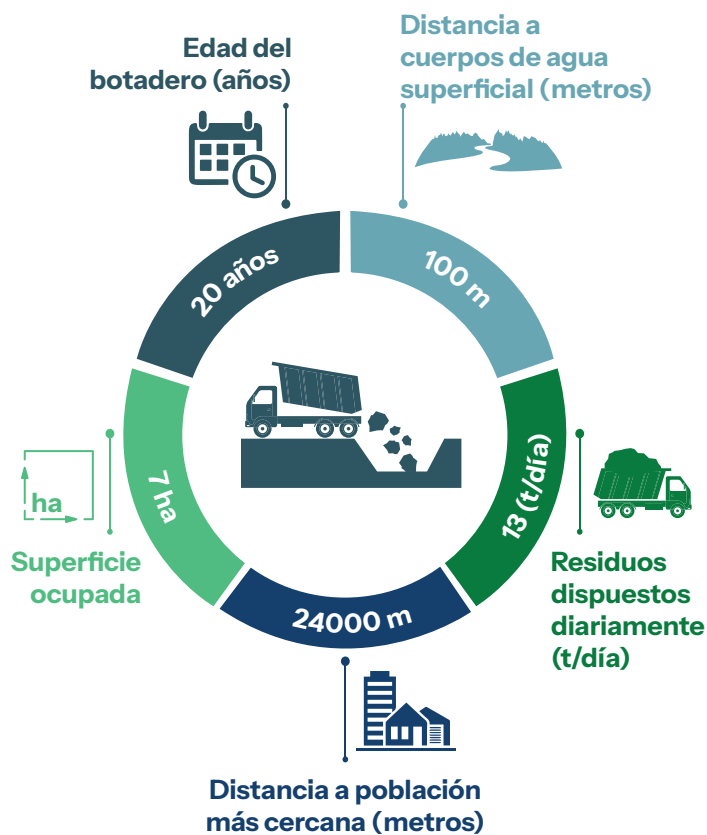 Edad del
botadero (años)
Distancia a
cuerpos de agua
superficial (metros)
20 años
100 m
7 ha
13 (t/día)
24000 m
ha
Superficie
ocupada
Residuos
dispuestos
diariamente
(t/día)
Distancia a población
más cercana (metros)